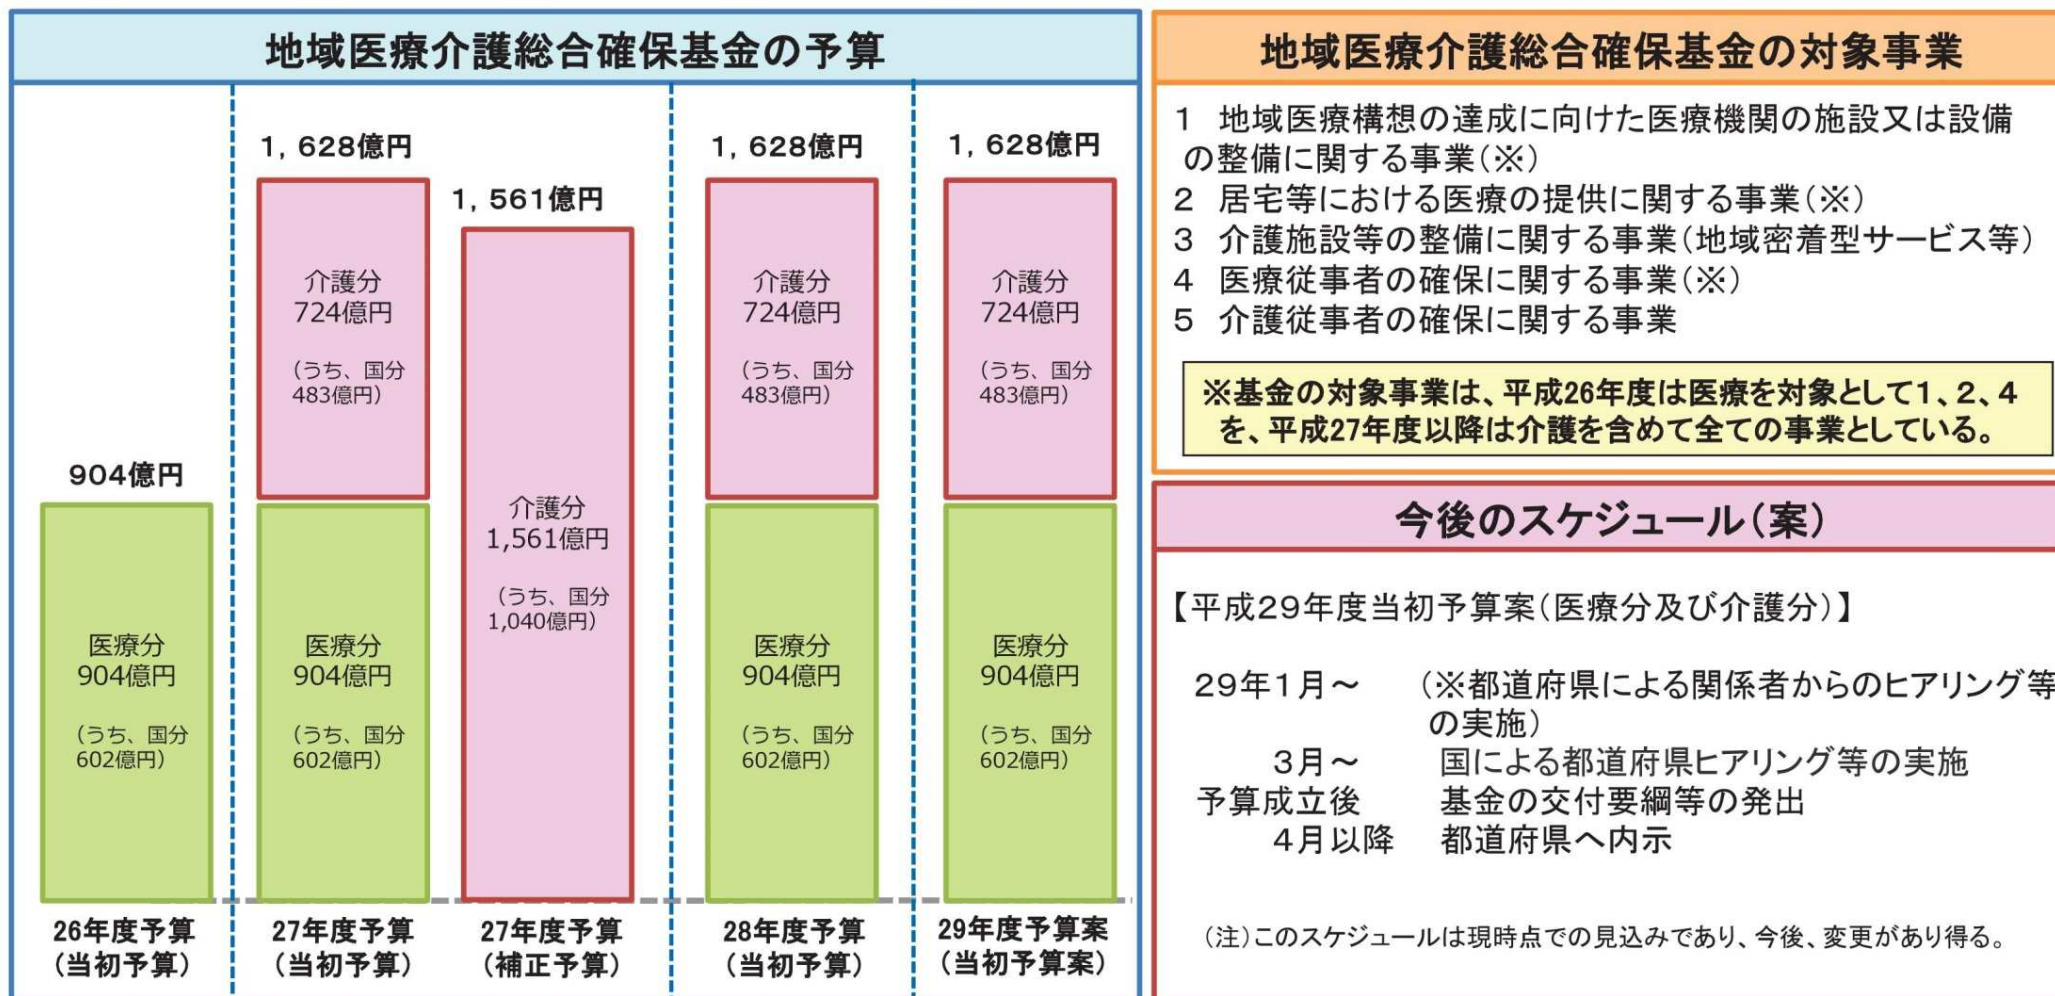 地域医療介護総合確保基金の予算
904億円
医療分
904億円
（うち、国分
602億円）
26年度予算
（当初予算）
1，628億円
介護分
724億円
（うち、国分
483億円）
医療分
904億円
（うち、国分
602億円）
27年度予算
（当初予算）
1，561億円
介護分
1,561億円
（うち、国分
1,040億円）
27年度予算
（補正予算）
1，628億円
介護分
724億円
（うち、国分
483億円）
医療分
904億円
（うち、国分
602億円）
28年度予算
（当初予算）
1，628億円
介護分
724億円
（うち、国分
483億円）
医療分
904億円
（うち、国分
602億円）
29年度予算案
（当初予算案）
地域医療介護総合確保基金の対象事業
1　地域医療構想の達成に向けた医療機関の施設又は設備
の整備に関する事業（※）
2　居宅等における医療の提供に関する事業（※）
3　介護施設等の整備に関する事業（地域密着型サービス等）
4　医療従事者の確保に関する事業（※）
5　介護従事者の確保に関する事業
※基金の対象事業は、平成26年度は医療を対象として1、2、4
を、平成27年度以降は介護を含めて全ての事業としている。
今後のスケジュール（案）
【平成29年度当初予算案（医療分及び介護分）】
29年1月～　（※都道府県による関係者からのヒアリング等
の実施）
3月～　国による都道府県ヒアリング等の実施
予算成立後　基金の交付要綱等の発出
4月以降　都道府県へ内示
（注）このスケジュールは現時点での見込みであり、今後、変更があり得る。